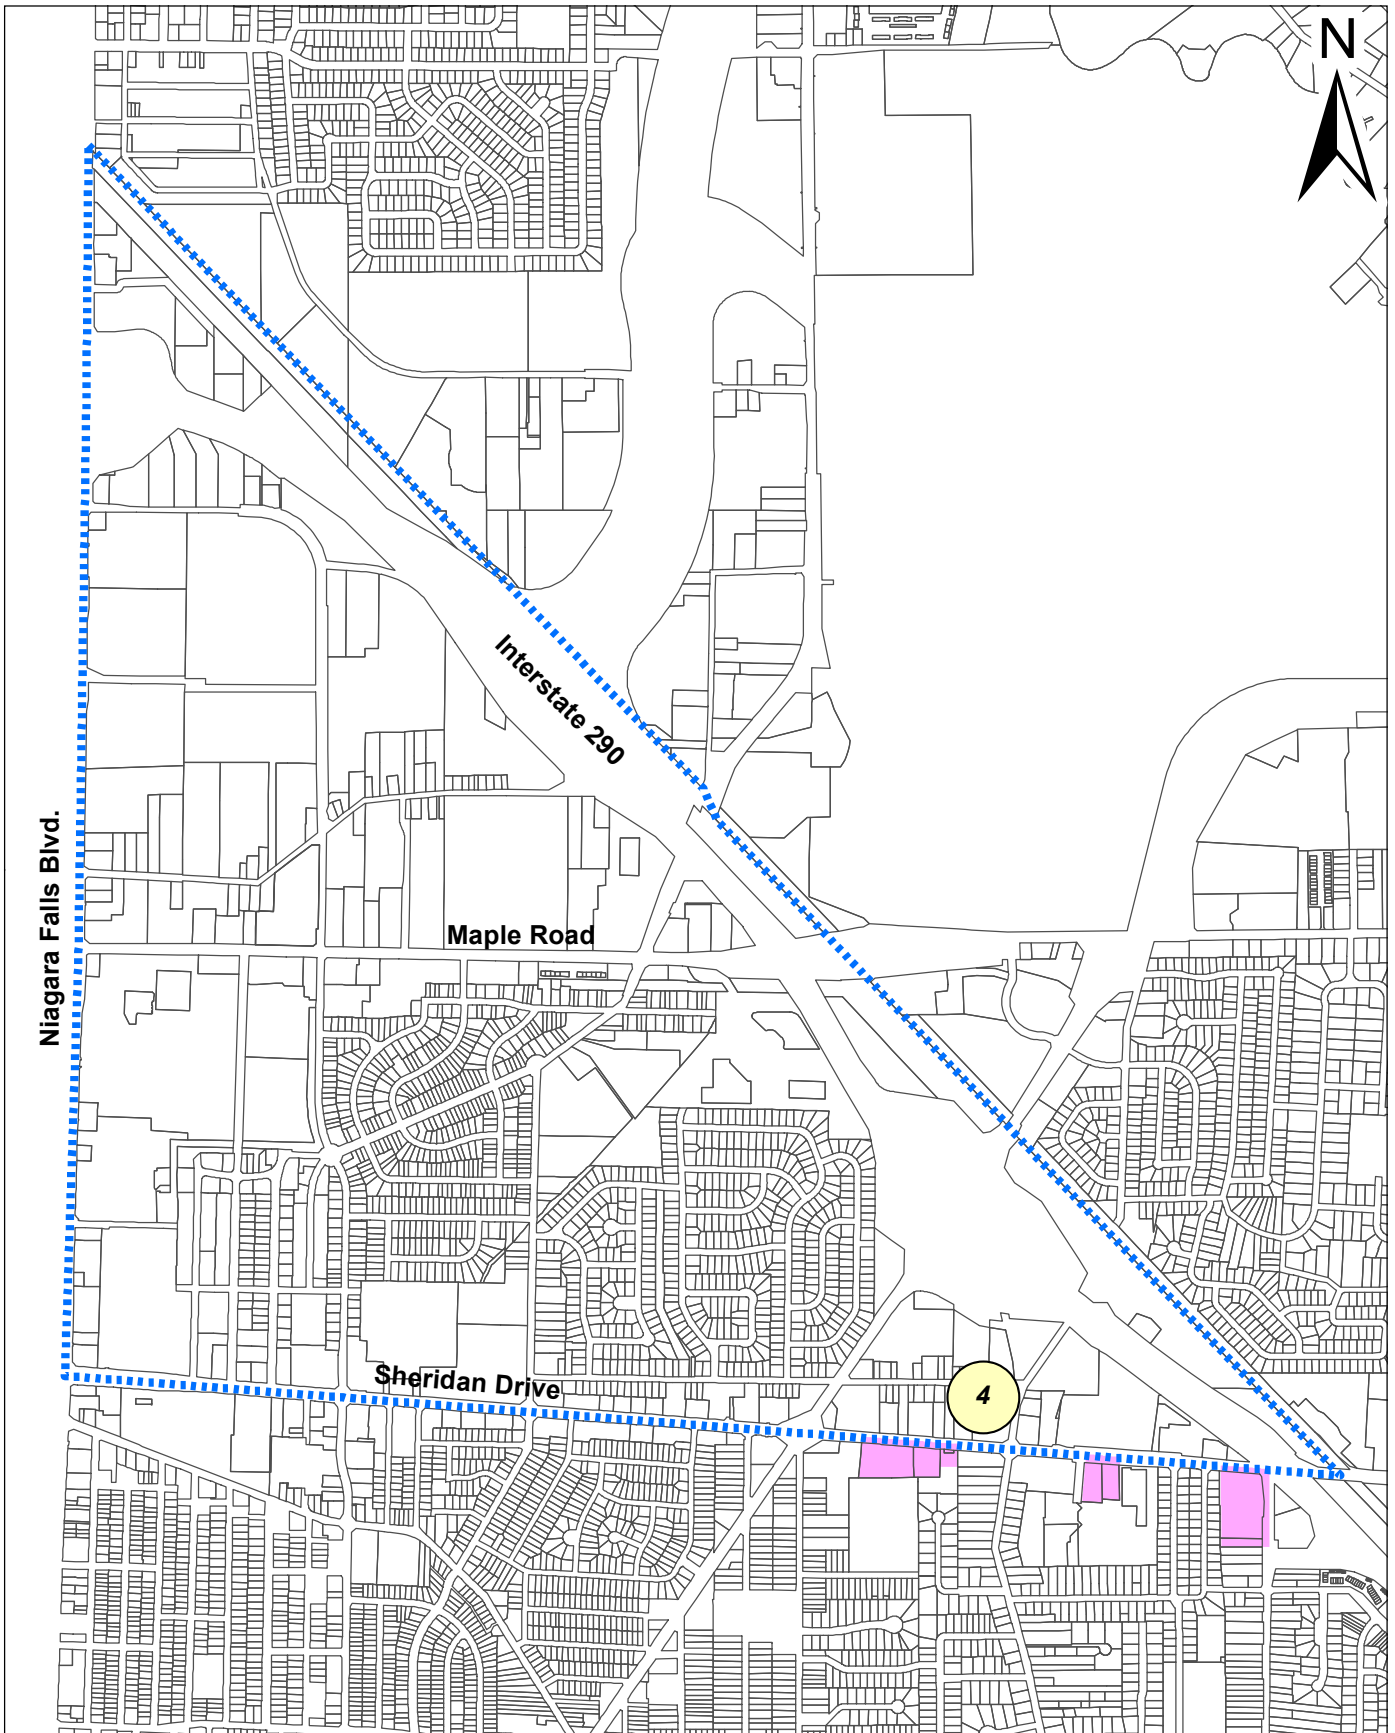 N
Interstate 290
Niagara Falls Blvd.
Maple Road
Sheridan Drive
4